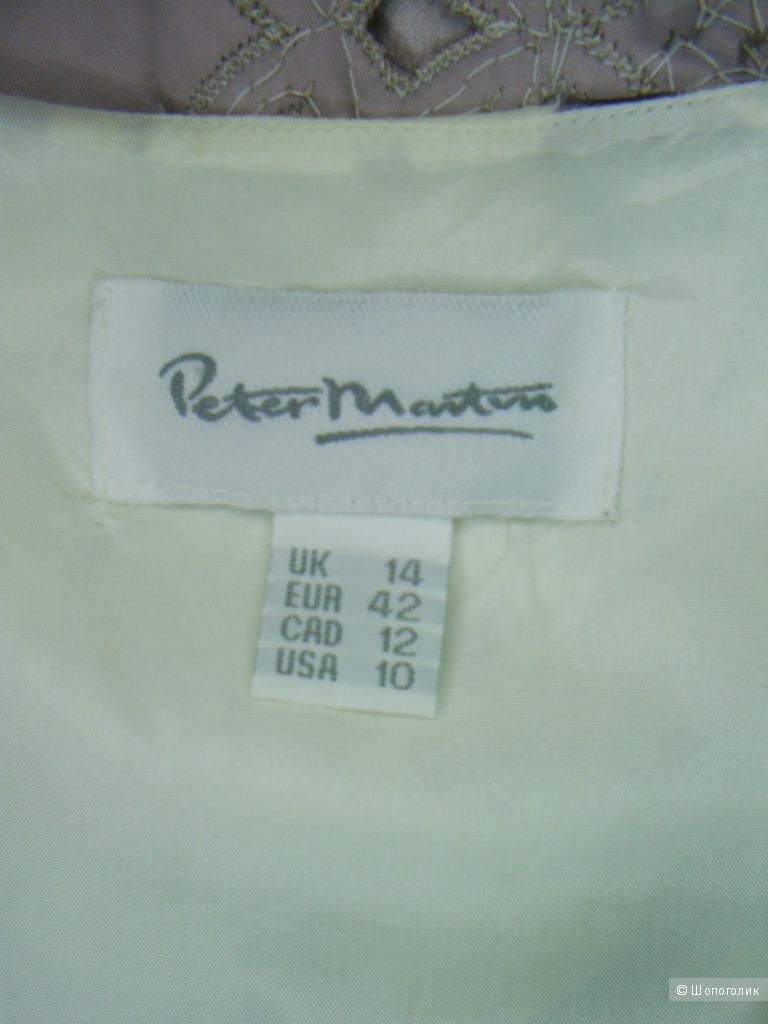 Peter Martin
UK 14
EUR 42
CAD 12
USA 10
© Шопоголик